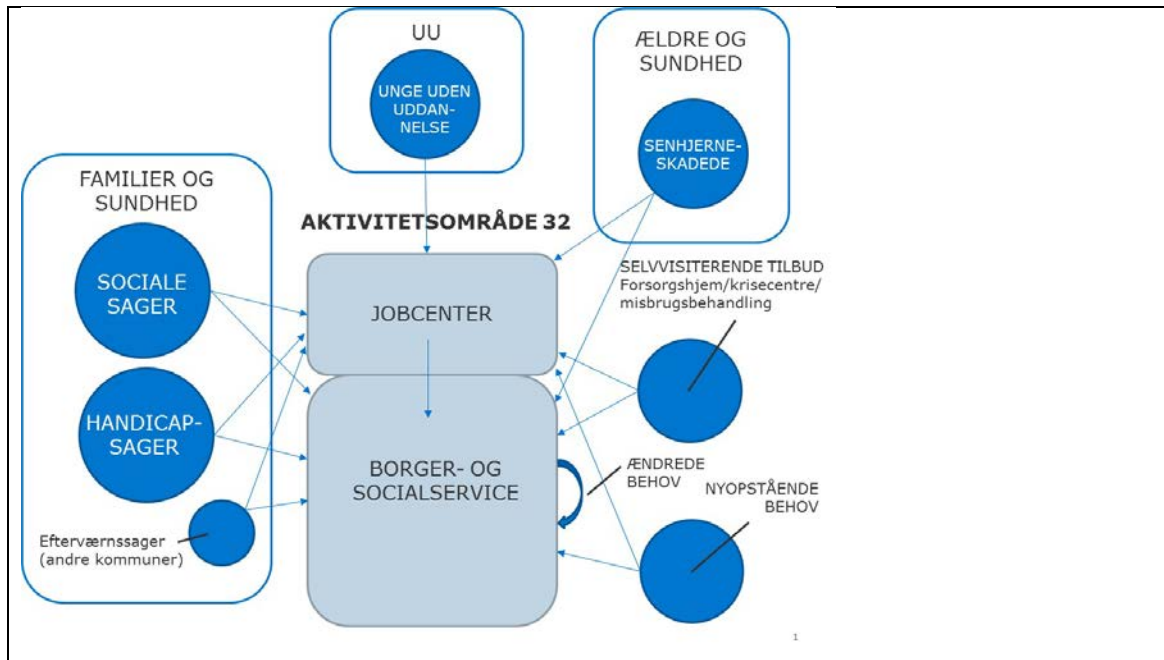 UU
UNGE UDEN
UDDAN-
NELSE
ÆLDRE OG
SUNDHED
SENHJERNE-
SKADEDE
FAMILIER OG
SUNDHED
SOCIALE
SAGER
HANDICAP-
SAGER
Efterværnssager
(andre kommuner)
AKTIVITETSOMRÅDE 32
JOBCENTER
BORGER- OG
SOCIALSERVICE
SELVVISITERENDE TILBUD
Forsorgshjem/krisecentre/
misbrugsbehandling
ÆNDREDE
BEHOV
NYOPSTÅENDE
BEHOV
1